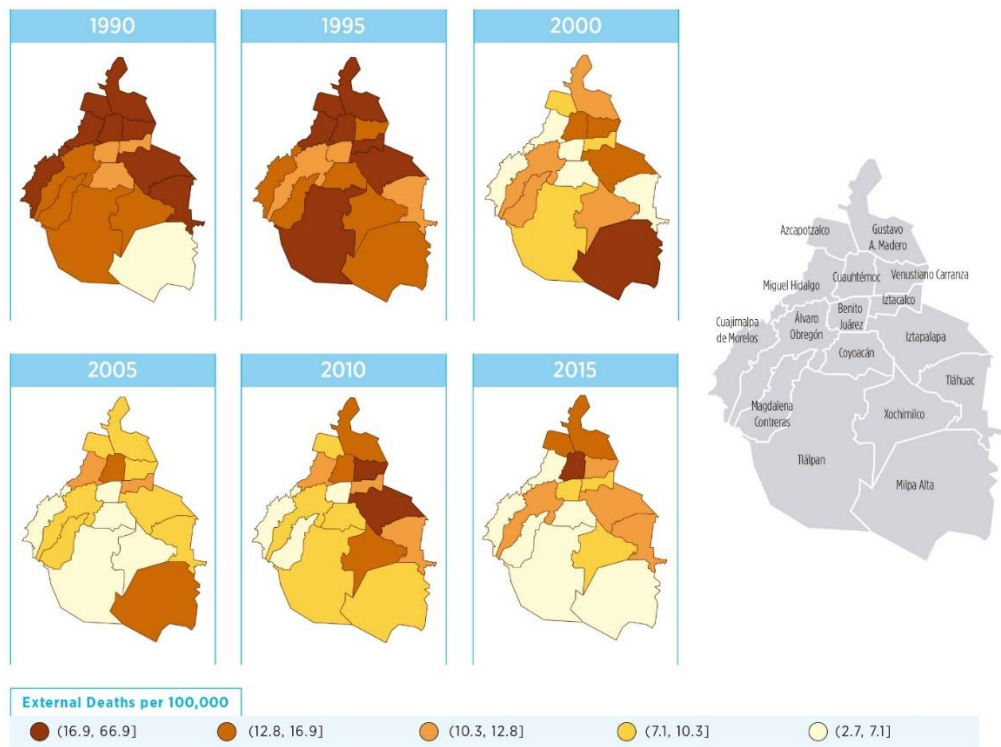 1990
1995
2000
Azcapotzalco
Gustavo
A. Madero
Miguel Hidalgo
Cuauhtémoc
Venustiano Carranza
Iztacalco
Cuajimalpa
de Morelos
Álvaro
Obregón
Benito
Juárez
Iztapalapa
Coyoacán
Tláhuac
Magdalena
Contreras
Xochimilco
Tlálpan
Milpa Alta
2005
2010
2015
External Deaths per 100,000
(16.9, 66.9]
(12.8, 16.9]
(10.3, 12.8]
(7.1, 10.3]
(2.7, 7.1]